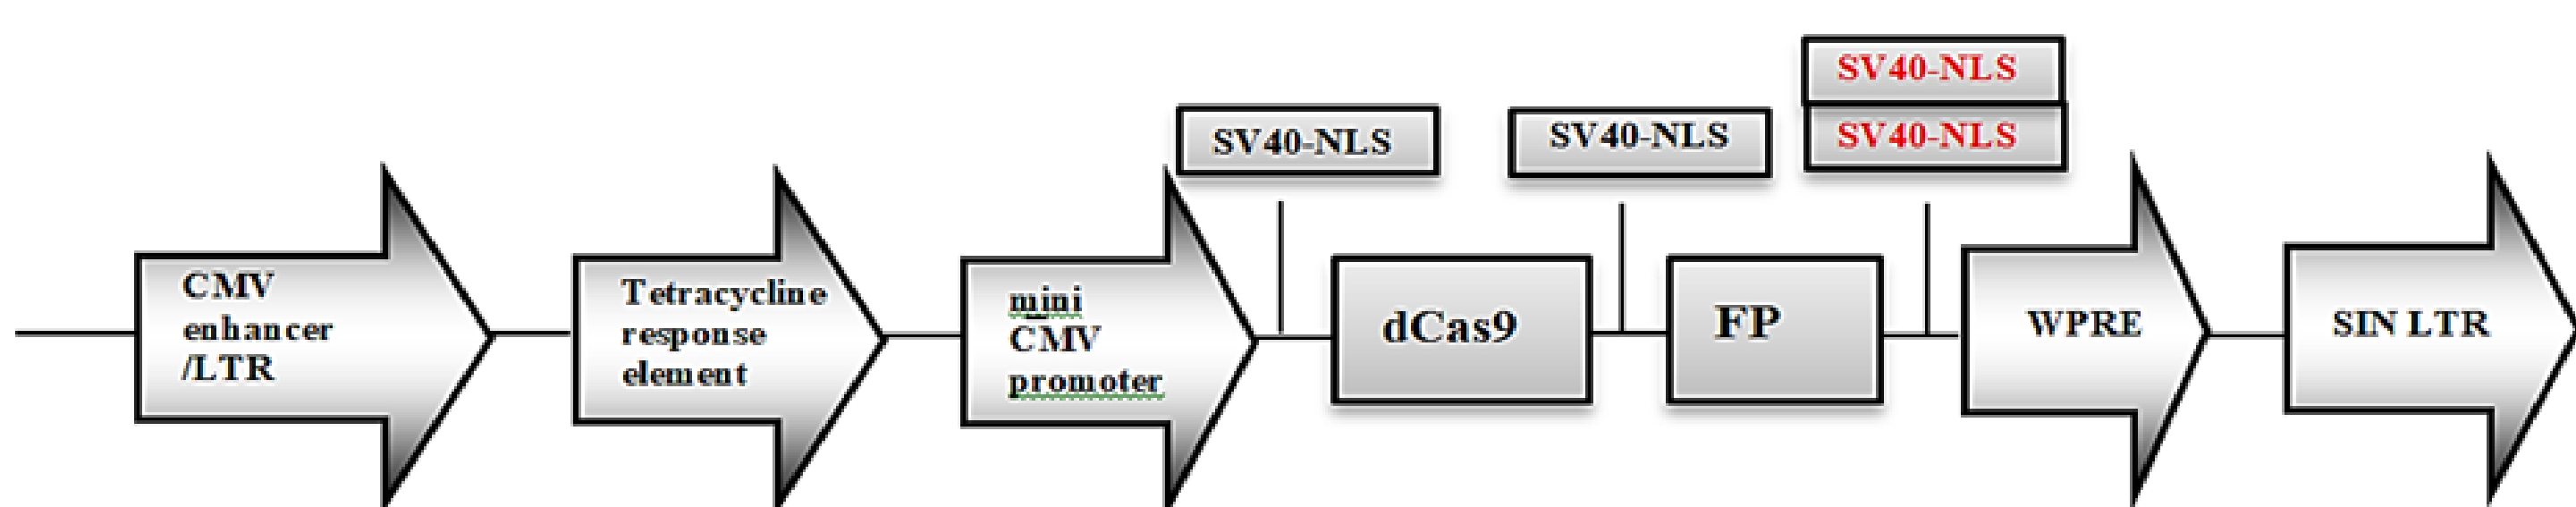 SV40-NLS
SV40-NLS
SV40-NLS
SV40-NLS
CMV
enhancer
/LTR
Tetracycline
response
element
mini
CMV
promoter
dCas9
FP
WPRE
SIN LTR